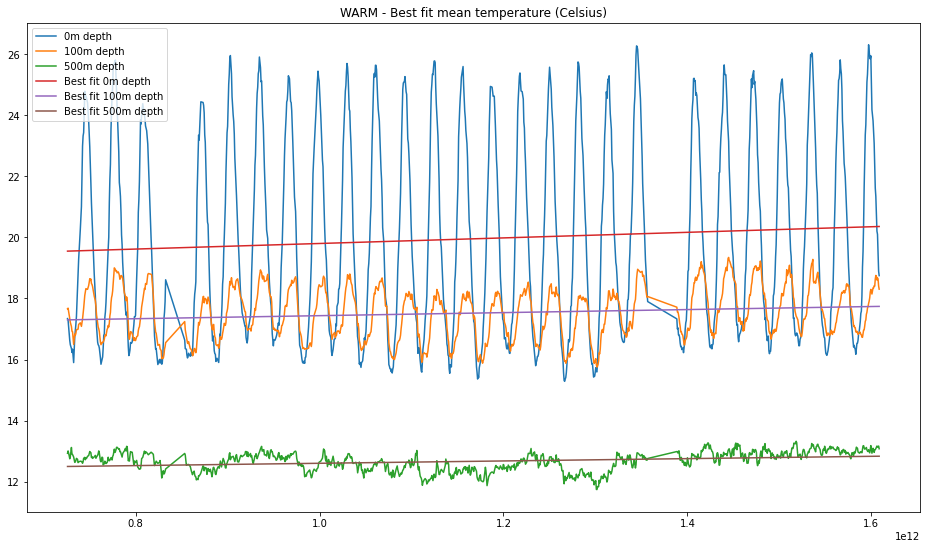 WARM - Best fit mean temperature (Celsius)
0m depth
100m depth
500m depth
Best fit 0m depth
Best fit 100m depth
Best fit 500m depth
26
24
22
20
18
16
14
12
0.8 1.0 1.2 1.4 1.6
1e12